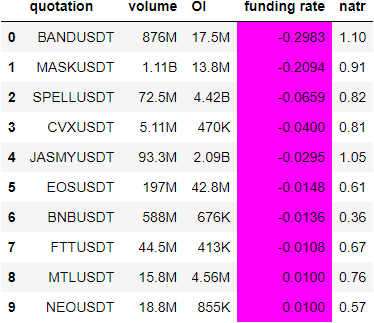 quotation volume OI funding rate natr
0 BANDUSDT 876M 17.5M -0.2983 1.10
1 MASKUSDT 1.11B 13.8M -0.2094 0.91
2 SPELLUSDT 72.5M 4.42B -0.0659 0.82
3 CVXUSDT 5.11M 470K -0.0400 0.81
4 JASMYUSDT 93.3M 2.09B -0.0295 1.05
5 EOSUSDT 197M 42.8M -0.0148 0.61
6 BNBUSDT 588M 676K -0.0136 0.36
7 FTTUSDT 44.5M 413K -0.0108 0.67
8 MTLUSDT 15.8M 4.56M 0.0100 0.76
9 NEOUSDT 18.8M 855K 0.0100 0.57